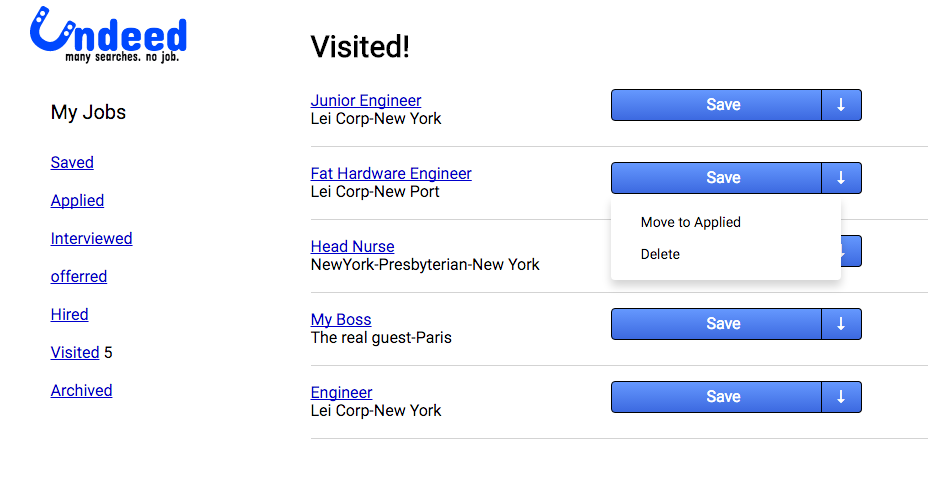 Undeed
many searches. no job.
Visited!
My Jobs
Saved
Applied
Interviewed
offerred
Hired
Visited 5
Archived
Junior Engineer
Lei Corp-New York
Save ↓
Fat Hardware Engineer
Lei Corp-New Port
Save ↓
Move to Applied
Delete
Head Nurse
NewYork-Presbyterian-New York
↓
My Boss
The real guest-Paris
Save ↓
Engineer
Lei Corp-New York
Save ↓